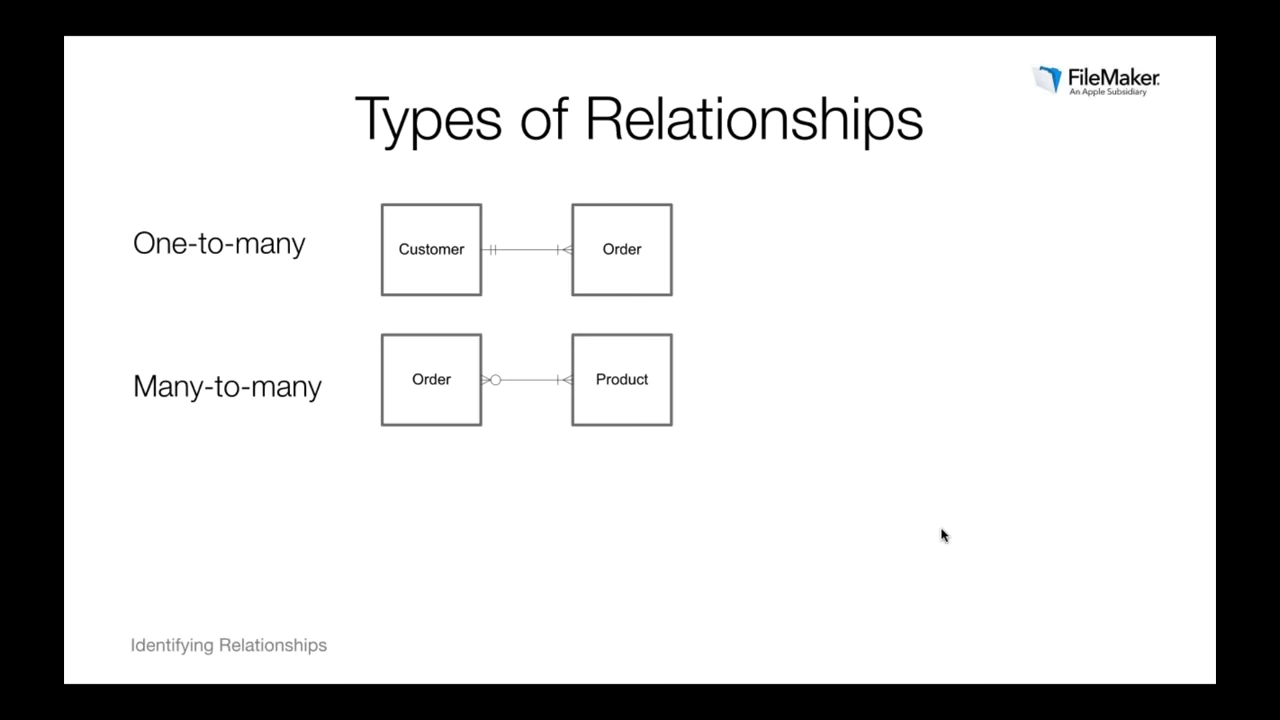 FileMaker.
An Apple Subsidiary
Types of Relationships
One-to-many
Customer
Order
Many-to-many
Order
Product
Identifying Relationships